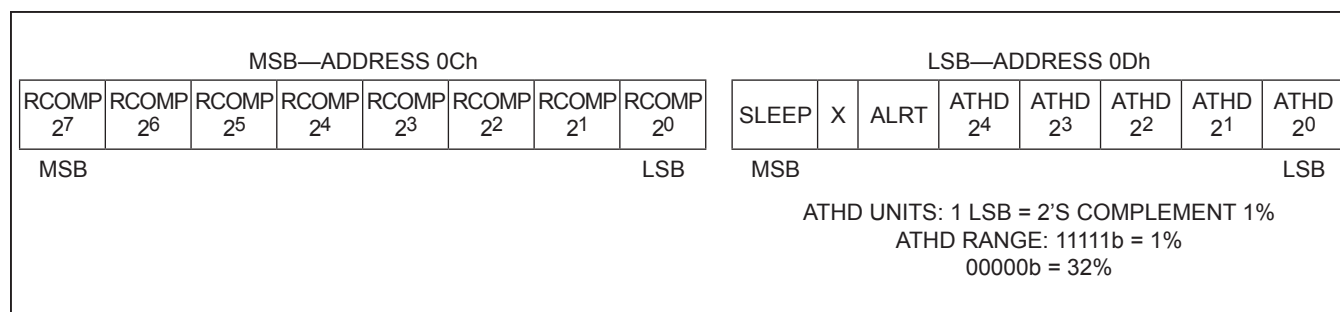 MSB—ADDRESS 0Ch
RCOMP 2⁷ RCOMP 2⁶ RCOMP 2⁵ RCOMP 2⁴ RCOMP 2³ RCOMP 2² RCOMP 2¹ RCOMP 2⁰
MSB LSB
LSB—ADDRESS 0Dh
SLEEP X ALRT ATHD 2⁴ ATHD 2³ ATHD 2² ATHD 2¹ ATHD 2⁰
MSB LSB
ATHD UNITS: 1 LSB = 2’S COMPLEMENT 1%
ATHD RANGE: 11111b = 1%
00000b = 32%